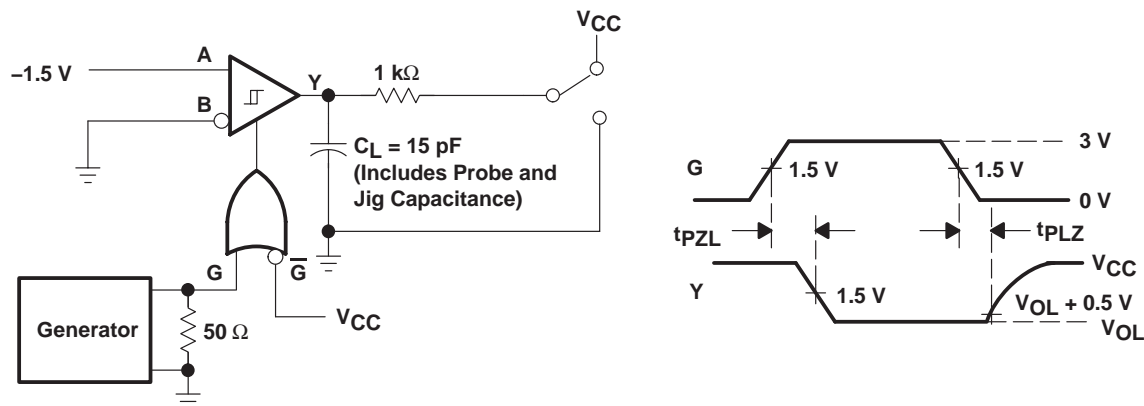 VCC
A
–1.5 V
Y
1 kΩ
B
CL = 15 pF
(Includes Probe and
Jig Capacitance)
G
G
VCC
Generator
50 Ω
3 V
G
1.5 V
1.5 V
0 V
tPZL
tPLZ
VCC
Y
1.5 V
VOL + 0.5 V
VOL